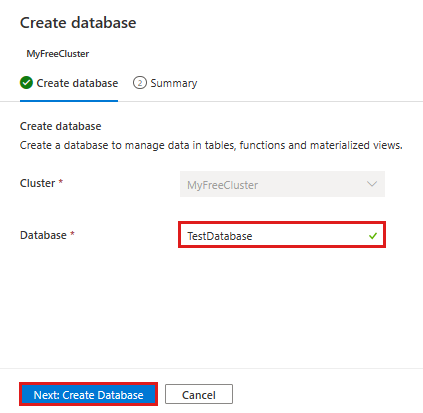 Create database
MyFreeCluster
Create database
2 Summary
Create database
Create a database to manage data in tables, functions and materialized views.
Cluster *
MyFreeCluster
Database *
TestDatabase
Next: Create Database
Cancel